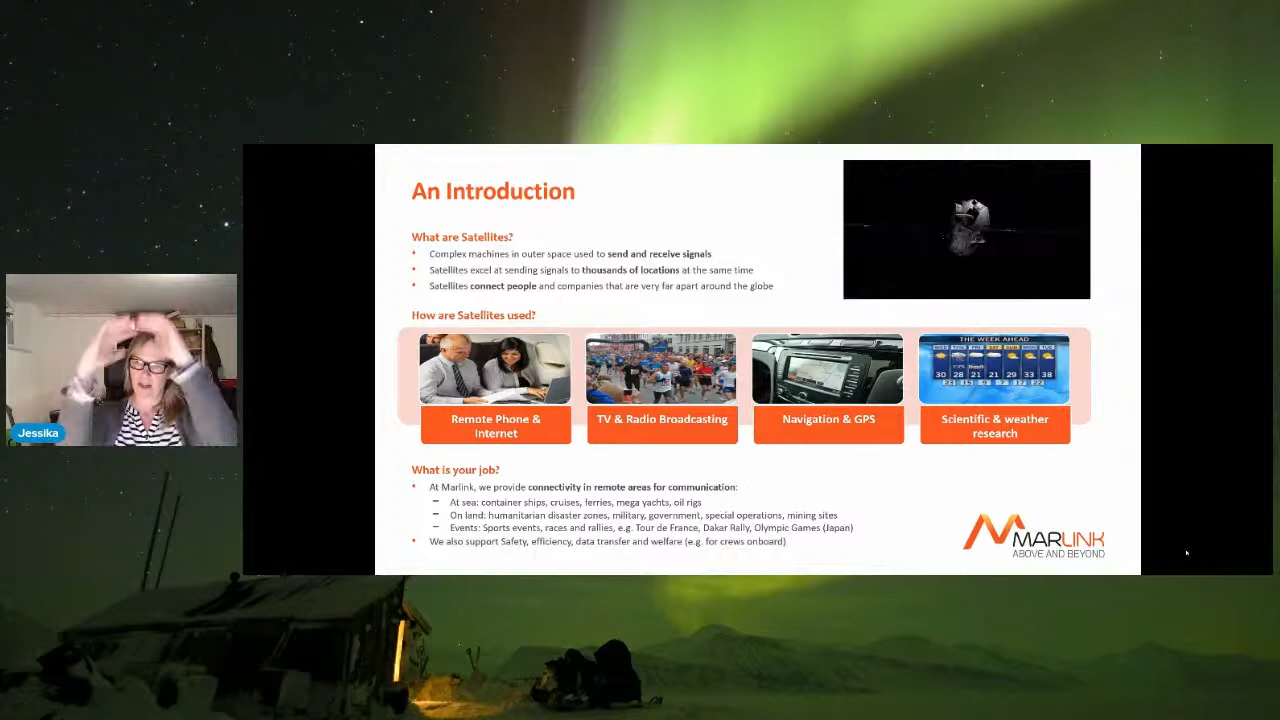 An Introduction
What are Satellites?
• Complex machines in outer space used to send and receive signals
• Satellites excel at sending signals to thousands of locations at the same time
• Satellites connect people and companies that are very far apart around the globe
How are Satellites used?
THE WEEK AHEAD
WED THU FRI SAT SUN MON TUE
30 28 21 21 29 33 38
Remote Phone &
Internet
TV & Radio Broadcasting
Navigation & GPS
Scientific & weather
research
Jessika
What is your job?
• At Marlink, we provide connectivity in remote areas for communication:
– At sea: container ships, cruises, ferries, mega yachts, oil rigs
– On land: humanitarian disaster zones, military, government, special operations, mining sites
– Events: Sports events, races and rallies, e.g. Tour de France, Dakar Rally, Olympic Games (Japan)
• We also support Safety, efficiency, data transfer and welfare (e.g. for crews onboard)
MARLINK
ABOVE AND BEYOND